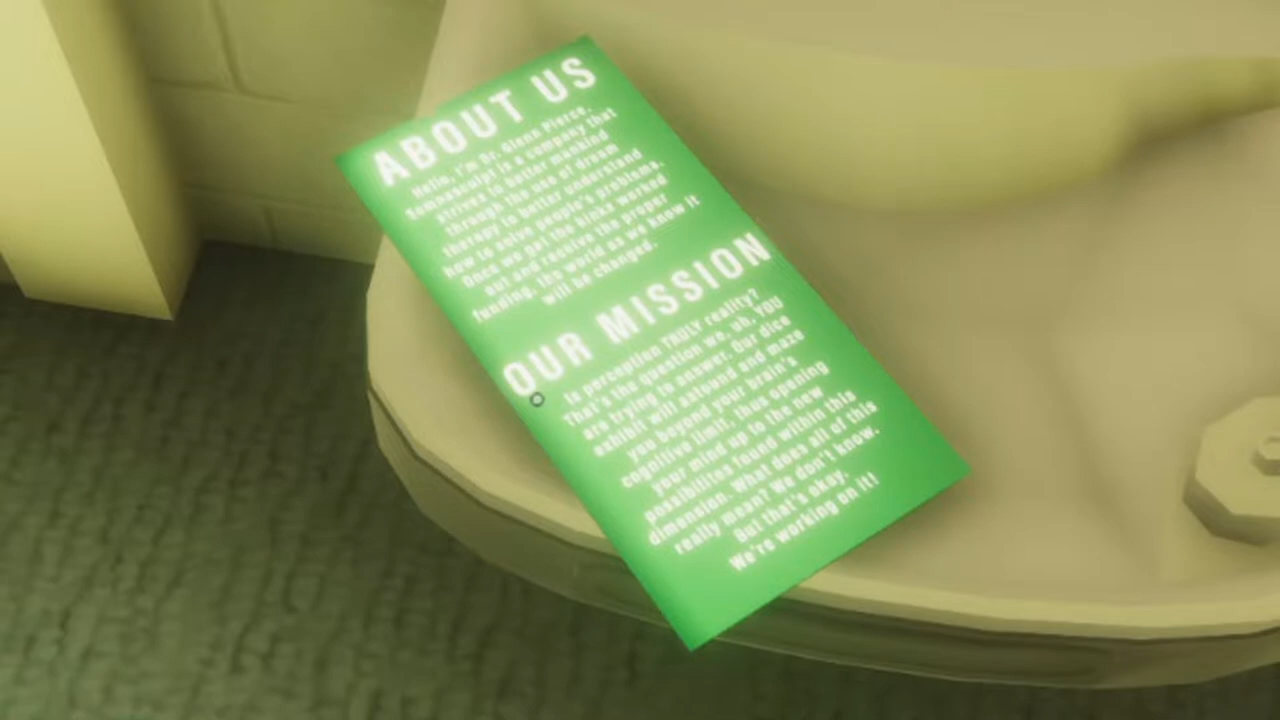 ABOUT US
Hello, I'm Dr. Glenn Pierce.
Somnasculpt is a company that
strives to better mankind
through the use of dream
therapy to better understand
how to solve people's problems.
Once we get the kinks worked
out and receive the proper
funding, the world as we know it
will be changed.
OUR MISSION
Is perception TRULY reality?
That's the question we, uh, YOU
are trying to answer. Our dice
exhibit will astound and maze
you beyond your brain's
cognitive limit, thus opening
your mind up to the new
possibilities found within this
dimension. What does all of this
really mean? We don't know.
But that's okay.
We're working on it!